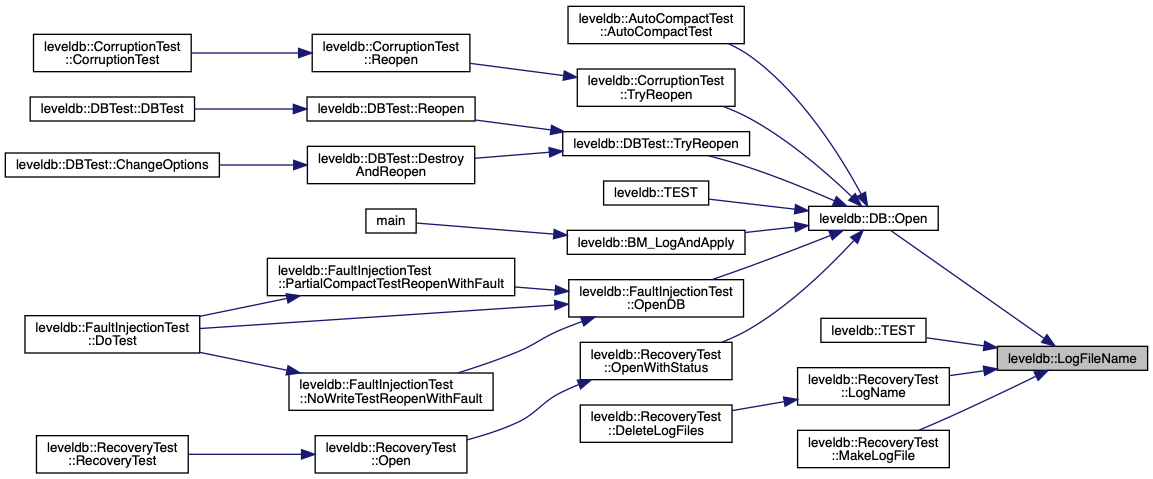 leveldb::AutoCompactTest
::AutoCompactTest
leveldb::CorruptionTest
::CorruptionTest
leveldb::CorruptionTest
::Reopen
leveldb::CorruptionTest
::TryReopen
leveldb::DBTest::DBTest
leveldb::DBTest::Reopen
leveldb::DBTest::TryReopen
leveldb::DBTest::ChangeOptions
leveldb::DBTest::Destroy
AndReopen
leveldb::TEST
leveldb::DB::Open
main
leveldb::BM_LogAndApply
leveldb::FaultInjectionTest
::PartialCompactTestReopenWithFault
leveldb::FaultInjectionTest
::OpenDB
leveldb::FaultInjectionTest
::DoTest
leveldb::TEST
leveldb::RecoveryTest
::OpenWithStatus
leveldb::LogFileName
leveldb::FaultInjectionTest
::NoWriteTestReopenWithFault
leveldb::RecoveryTest
::LogName
leveldb::RecoveryTest
::DeleteLogFiles
leveldb::RecoveryTest
::RecoveryTest
leveldb::RecoveryTest
::Open
leveldb::RecoveryTest
::MakeLogFile